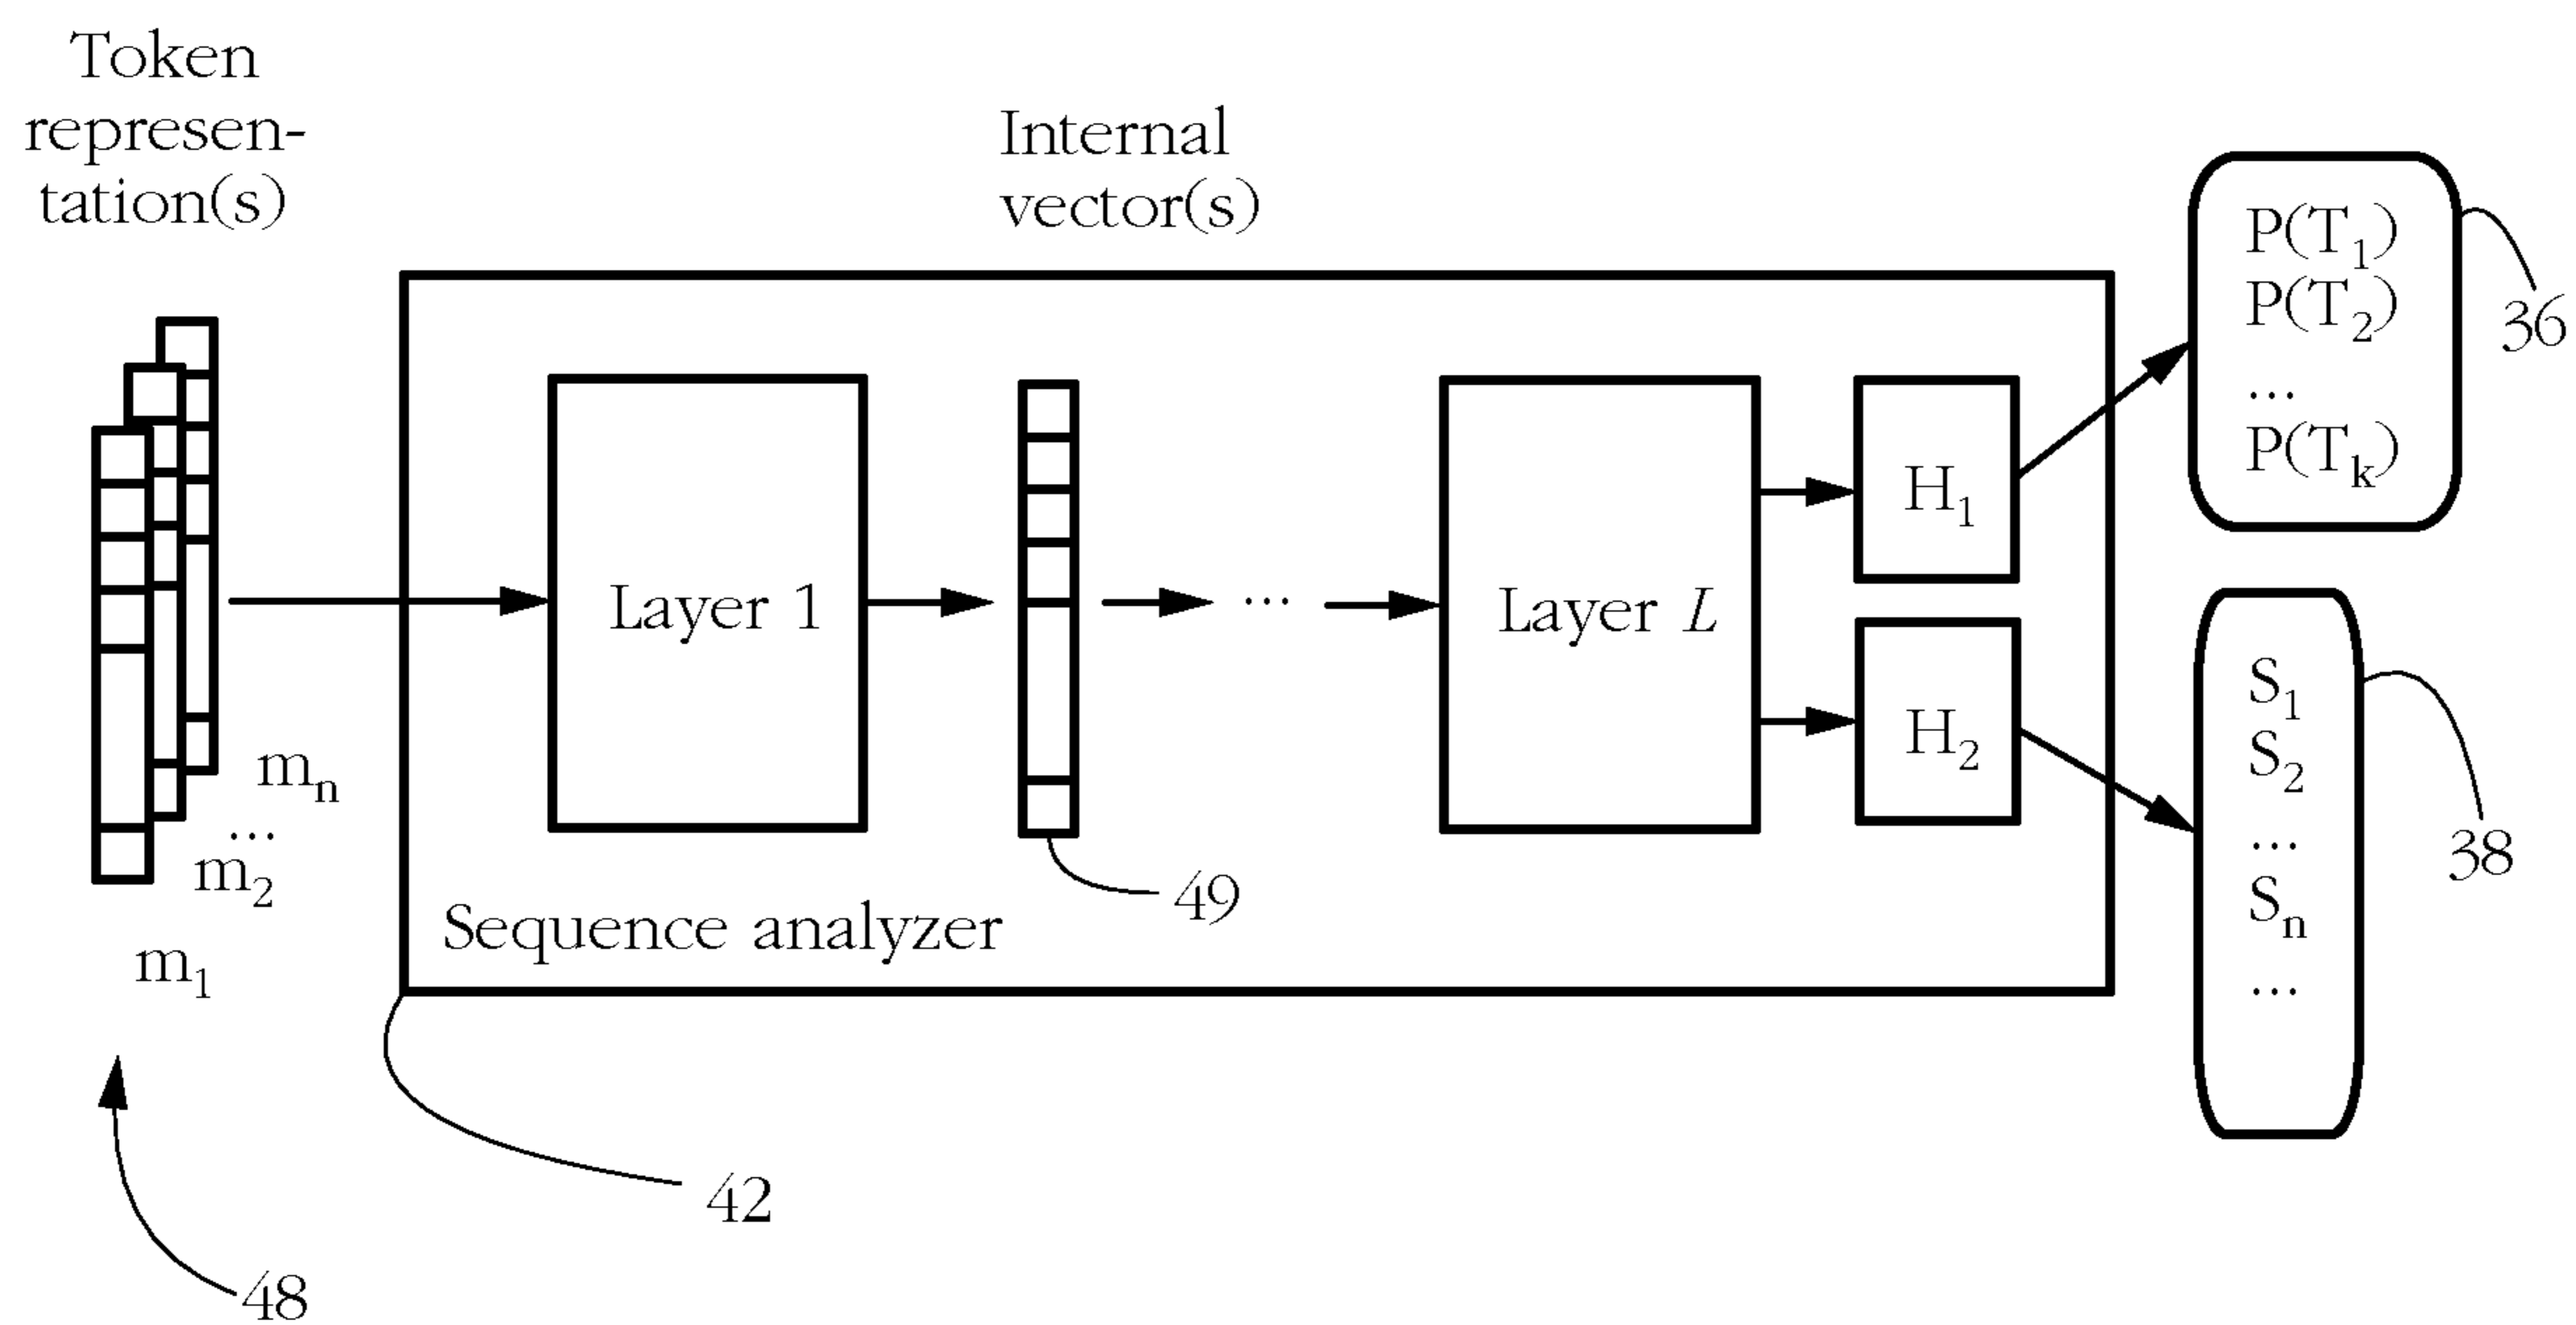 Token
represen-
tation(s)
Internal
vector(s)
P(T₁)
P(T₂)
...
P(Tₖ)
36
H₁
Layer 1
...
Layer L
H₂
S₁
S₂
...
Sₙ
...
38
mₙ
...
m₂
m₁
49
Sequence analyzer
42
48